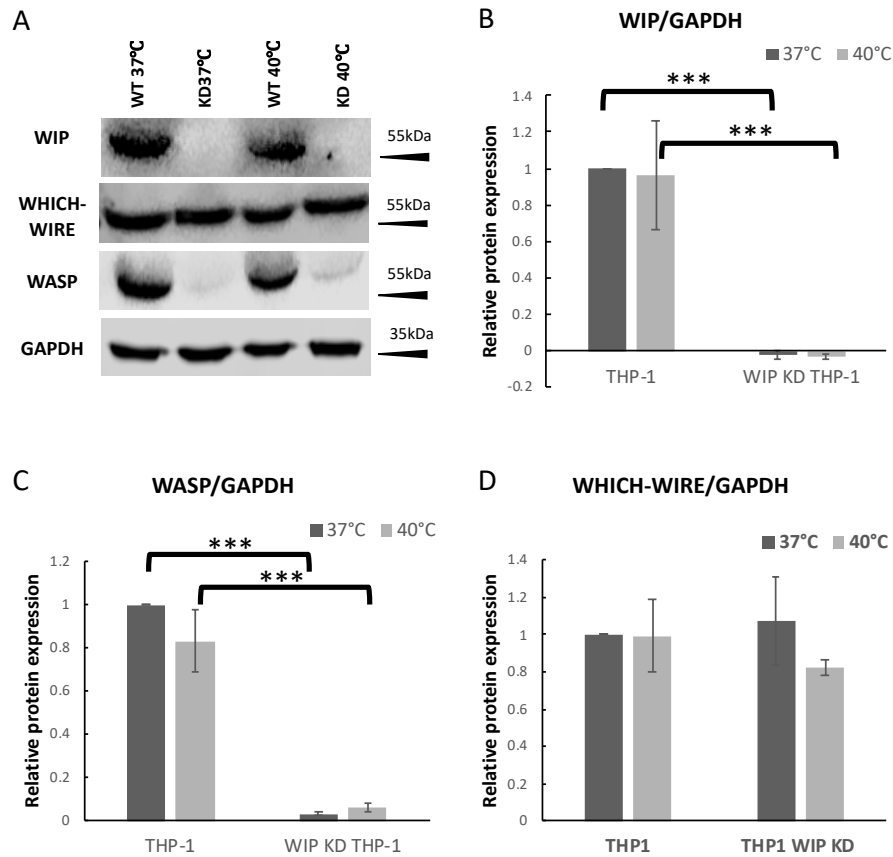 A
WT 37℃
KD37℃
WT 40℃
KD 40℃
WIP
55kDa
WHICH-
WIRE
55kDa
WASP
55kDa
GAPDH
35kDa
B
WIP/GAPDH
37°C 40°C
***
***
Relative protein expression
1.4
1.2
1
0.8
0.6
0.4
0.2
0
-0.2
THP-1 WIP KD THP-1
C
WASP/GAPDH
37°C 40°C
***
***
Relative protein expression
1.2
1
0.8
0.6
0.4
0.2
0
THP-1 WIP KD THP-1
D
WHICH-WIRE/GAPDH
37°C 40°C
Relative protein expression
1.4
1.2
1
0.8
0.6
0.4
0.2
0
THP1 THP1 WIP KD